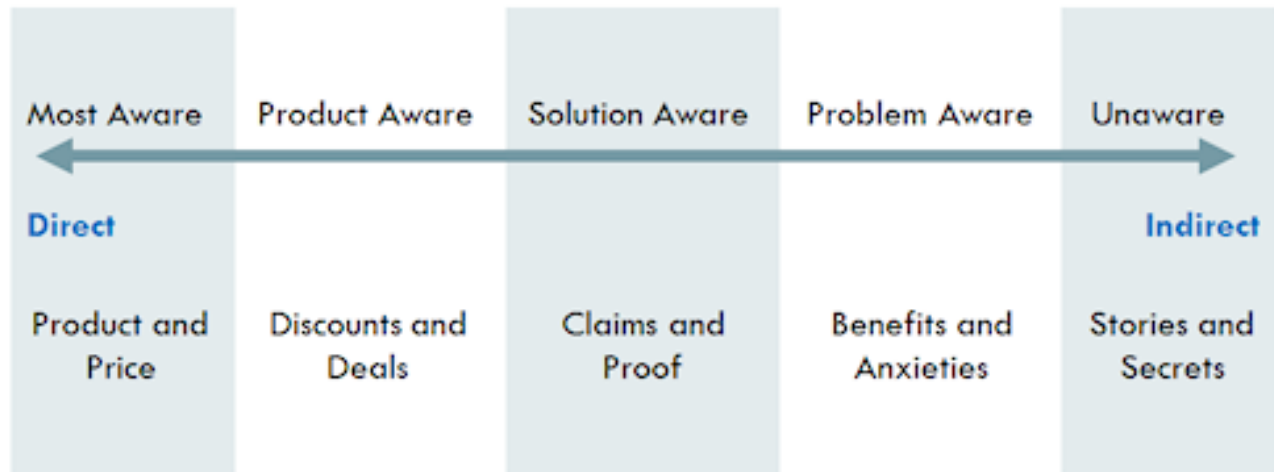 Most Aware Product Aware Solution Aware Problem Aware Unaware
Direct Indirect
Product and Discounts and Claims and Benefits and Stories and
Price Deals Proof Anxieties Secrets